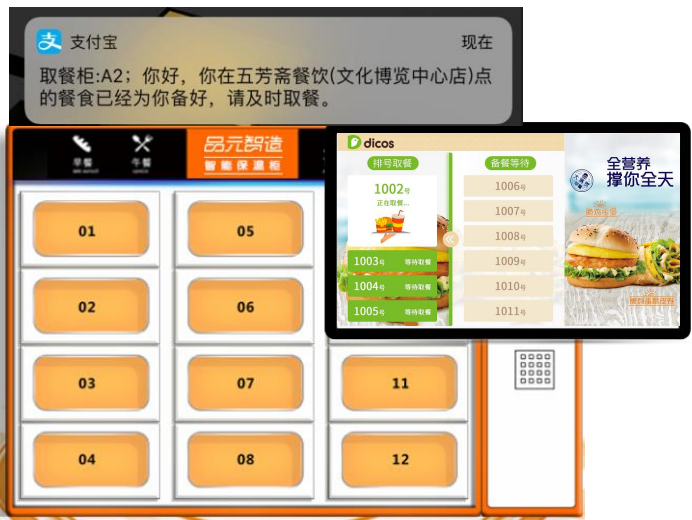 支付宝
现在
取餐柜:A2；你好，你在五芳斋餐饮(文化博览中心店)点
的餐食已经为你备好，请及时取餐。
早餐
午餐
品元智造
智能保温柜
01
02
03
04
05
06
07
08
11
12
dicos
排号取餐
1002号
正在取餐...
1003号 等待取餐
1004号 等待取餐
1005号 等待取餐
备餐等待
1006号
1007号
1008号
1009号
1010号
1011号
全营养
撑你全天